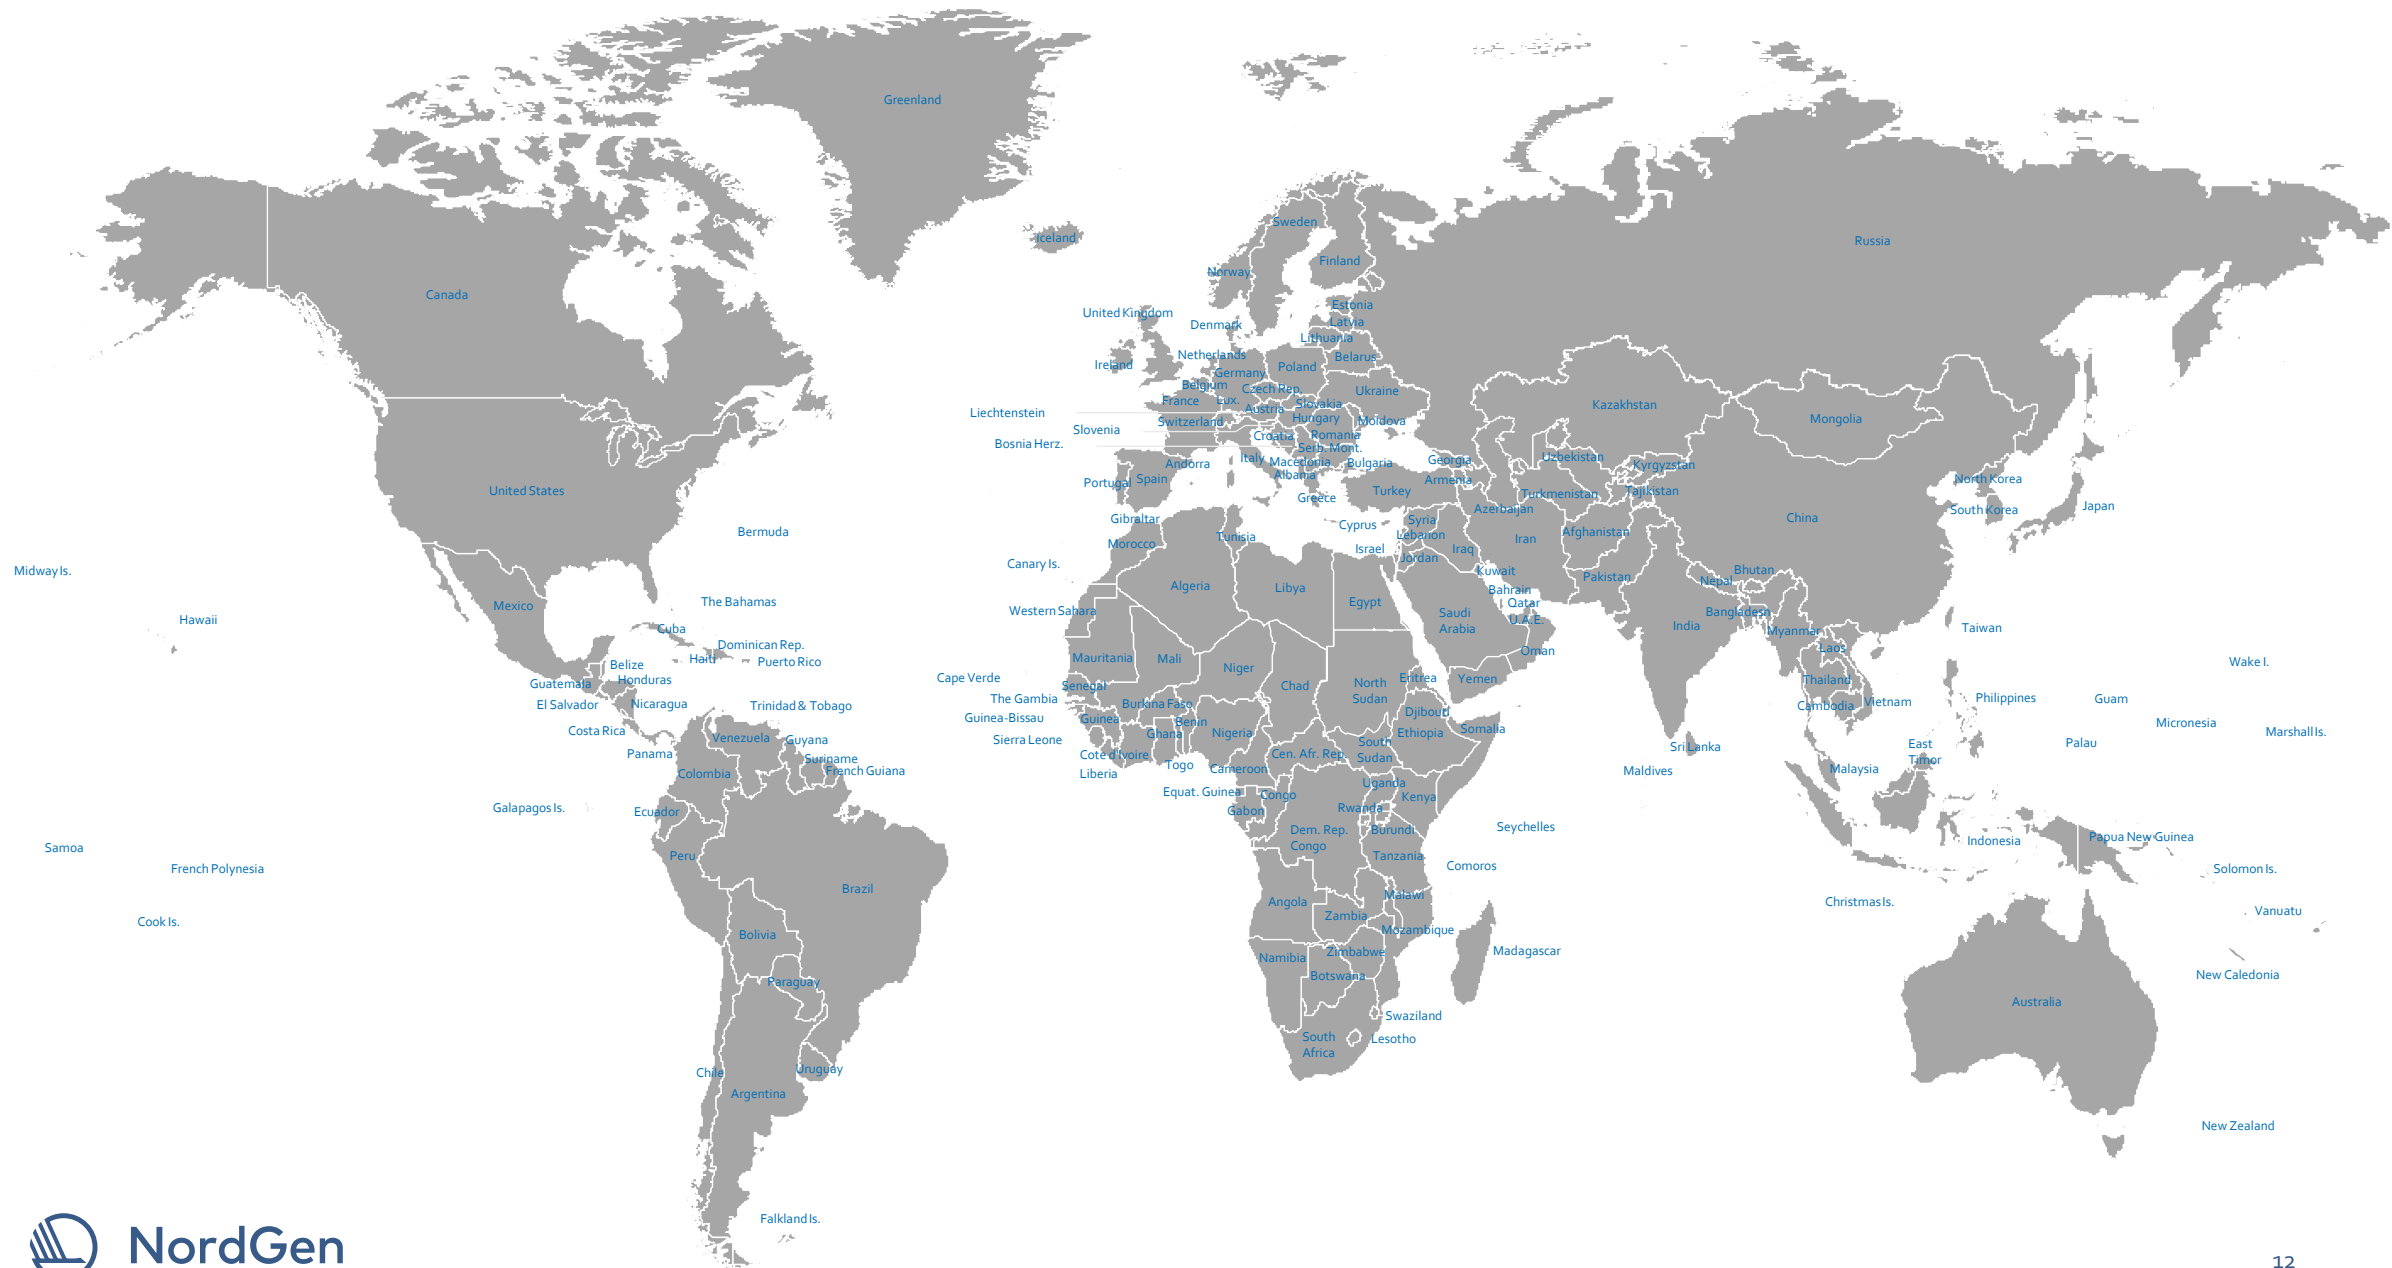 Greenland
Sweden
Iceland
Russia
Finland
Norway
Canada
Estonia
United Kingdom
Latvia
Denmark
Lithuania
Netherlands
Belarus
Ireland
Poland
Germany
Belgium
Czech Rep.
Ukraine
France
Lux.
Slovakia
Kazakhstan
Austria
Liechtenstein
Hungary
Mongolia
Switzerland
Moldova
Slovenia
Croatia
Romania
Bosnia Herz.
Serb. Mont.
Italy
Uzbekistan
Georgia
Andorra
Macedonia
Bulgaria
Kyrgyzstan
Albania
Portugal
Spain
Armenia
North Korea
United States
Turkey
Turkmenistan
Tajikistan
Greece
Azerbaijan
South Korea
Japan
Gibraltar
Syria
China
Cyprus
Bermuda
Tunisia
Lebanon
Afghanistan
Iran
Morocco
Israel
Iraq
Jordan
Canary Is.
Midway Is.
Kuwait
Bhutan
Pakistan
Nepal
Algeria
Libya
Bahrain
The Bahamas
Egypt
Qatar
Mexico
Western Sahara
Saudi
Arabia
Bangladesh
Hawaii
U.A.E.
India
Cuba
Myanmar
Taiwan
Dominican Rep.
Laos
Oman
Haiti
Puerto Rico
Mauritania
Mali
Wake I.
Belize
Niger
Cape Verde
Honduras
Eritrea
Yemen
Thailand
Guatemala
Senegal
Chad
North
Sudan
The Gambia
Philippines
Guam
El Salvador
Nicaragua
Trinidad & Tobago
Burkina Faso
Vietnam
Cambodia
Djibouti
Guinea-Bissau
Guinea
Benin
Micronesia
Costa Rica
Somalia
Marshall Is.
Nigeria
Ghana
Ethiopia
Venezuela
Guyana
Sierra Leone
South
Sudan
East
Timor
Palau
Sri Lanka
Panama
Cote d'Ivoire
Cen. Afr. Rep.
Suriname
Togo
Cameroon
Malaysia
Maldives
French Guiana
Colombia
Liberia
Uganda
Equat. Guinea
Congo
Kenya
Galapagos Is.
Rwanda
Ecuador
Gabon
Seychelles
Dem. Rep.
Congo
Burundi
Papua New Guinea
Indonesia
Samoa
Peru
Tanzania
Comoros
French Polynesia
Solomon Is.
Brazil
Malawi
Angola
Christmas Is.
Vanuatu
Zambia
Cook Is.
Mozambique
Bolivia
Zimbabwe
Madagascar
Namibia
New Caledonia
Botswana
Paraguay
Australia
Swaziland
South
Africa
Lesotho
Uruguay
Chile
Argentina
New Zealand
Falkland Is.
NordGen
12